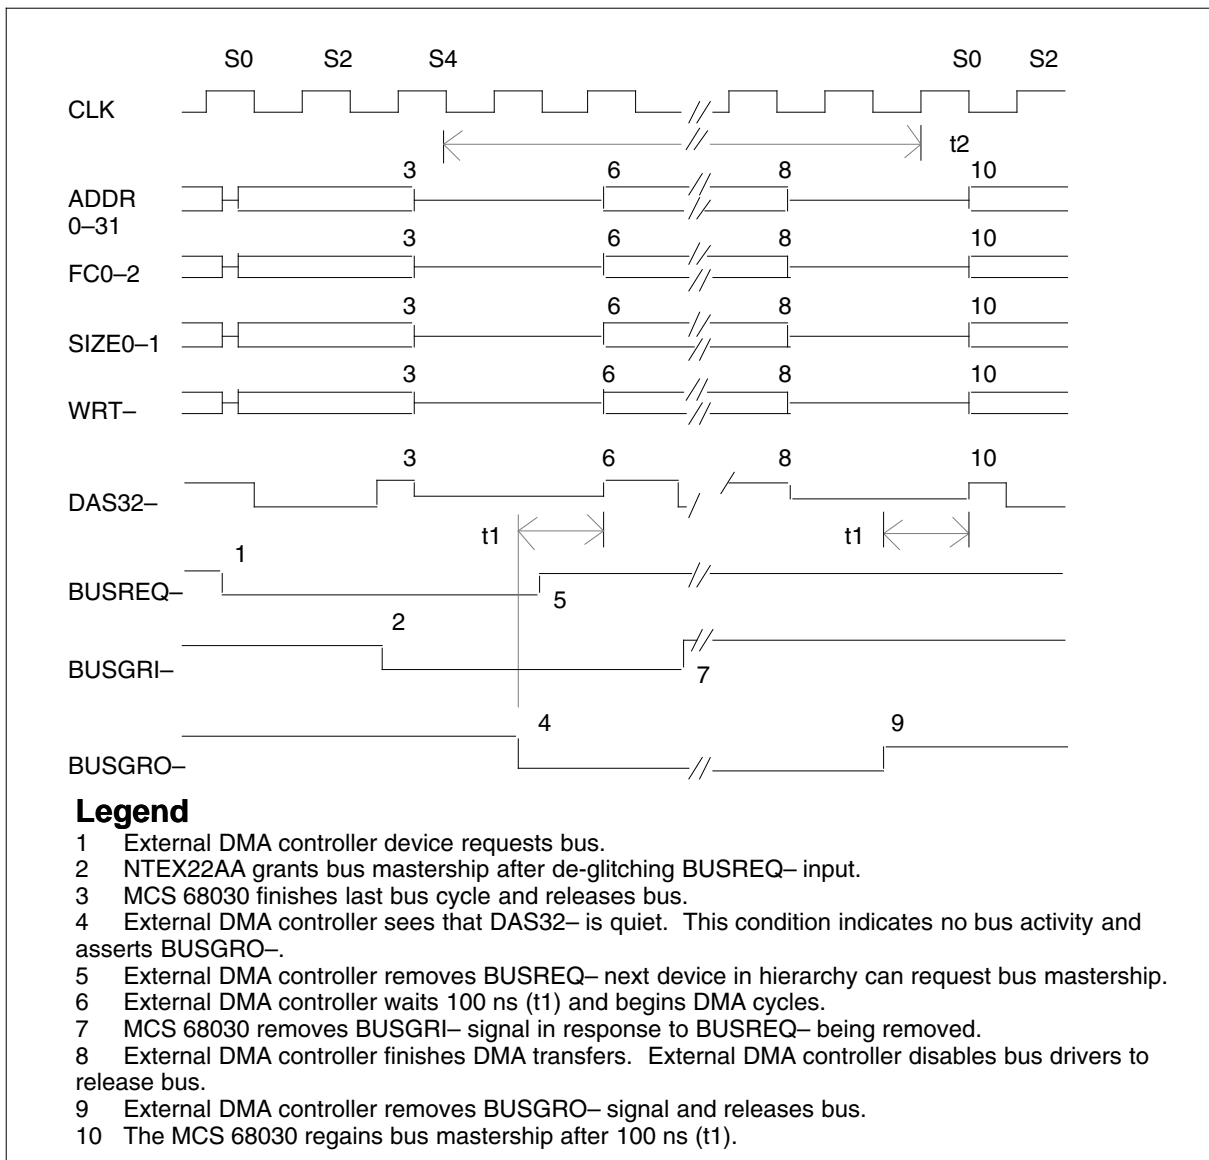 S0 S2 S4 S0 S2
CLK
t2
3 6 8 10
ADDR
0–31
3 6 8 10
FC0–2
3 6 8 10
SIZE0–1
3 6 8 10
WRT–
3 6 8 10
DAS32–
t1 t1
1
BUSREQ–
5
2
BUSGRI–
7
4 9
BUSGRO–
Legend
1 External DMA controller device requests bus.
2 NTEX22AA grants bus mastership after de-glitching BUSREQ– input.
3 MCS 68030 finishes last bus cycle and releases bus.
4 External DMA controller sees that DAS32– is quiet. This condition indicates no bus activity and
asserts BUSGRO–.
5 External DMA controller removes BUSREQ– next device in hierarchy can request bus mastership.
6 External DMA controller waits 100 ns (t1) and begins DMA cycles.
7 MCS 68030 removes BUSGRI– signal in response to BUSREQ– being removed.
8 External DMA controller finishes DMA transfers. External DMA controller disables bus drivers to
release bus.
9 External DMA controller removes BUSGRO– signal and releases bus.
10 The MCS 68030 regains bus mastership after 100 ns (t1).